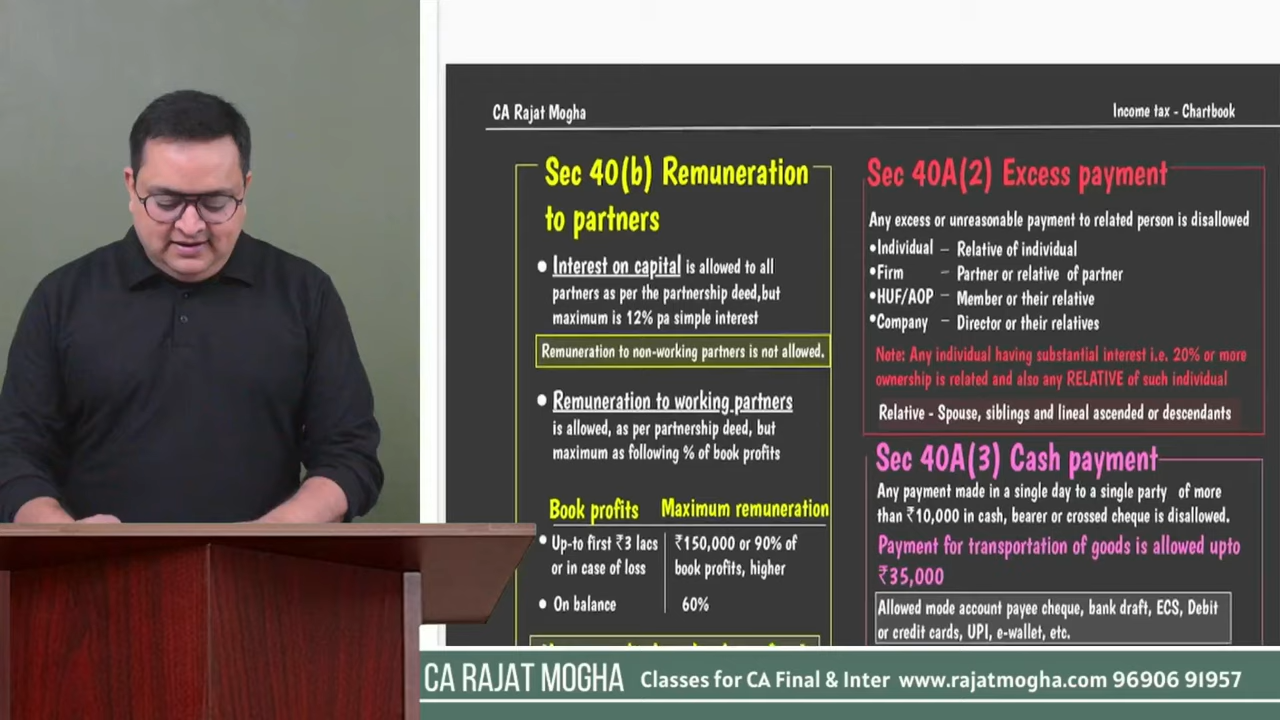 CA Rajat Mogha
Income tax - Chartbook
Sec 40(b) Remuneration
to partners
• Interest on capital is allowed to all
partners as per the partnership deed,but
maximum is 12% pa simple interest
Remuneration to non-working partners is not allowed.
• Remuneration to working partners
is allowed, as per partnership deed, but
maximum as following % of book profits
Book profits Maximum remuneration
• Up-to first ₹3 lacs ₹150,000 or 90% of
or in case of loss book profits, higher
• On balance 60%
Sec 40A(2) Excess payment
Any excess or unreasonable payment to related person is disallowed
•Individual – Relative of individual
•Firm – Partner or relative of partner
•HUF/AOP – Member or their relative
•Company – Director or their relatives
Note: Any individual having substantial interest i.e. 20% or more
ownership is related and also any RELATIVE of such individual
Relative - Spouse, siblings and lineal ascended or descendants
Sec 40A(3) Cash payment
Any payment made in a single day to a single party of more
than ₹10,000 in cash, bearer or crossed cheque is disallowed.
Payment for transportation of goods is allowed upto
₹35,000
Allowed mode account payee cheque, bank draft, ECS, Debit
or credit cards, UPI, e-wallet, etc.
CA RAJAT MOGHA Classes for CA Final & Inter www.rajatmogha.com 96906 91957